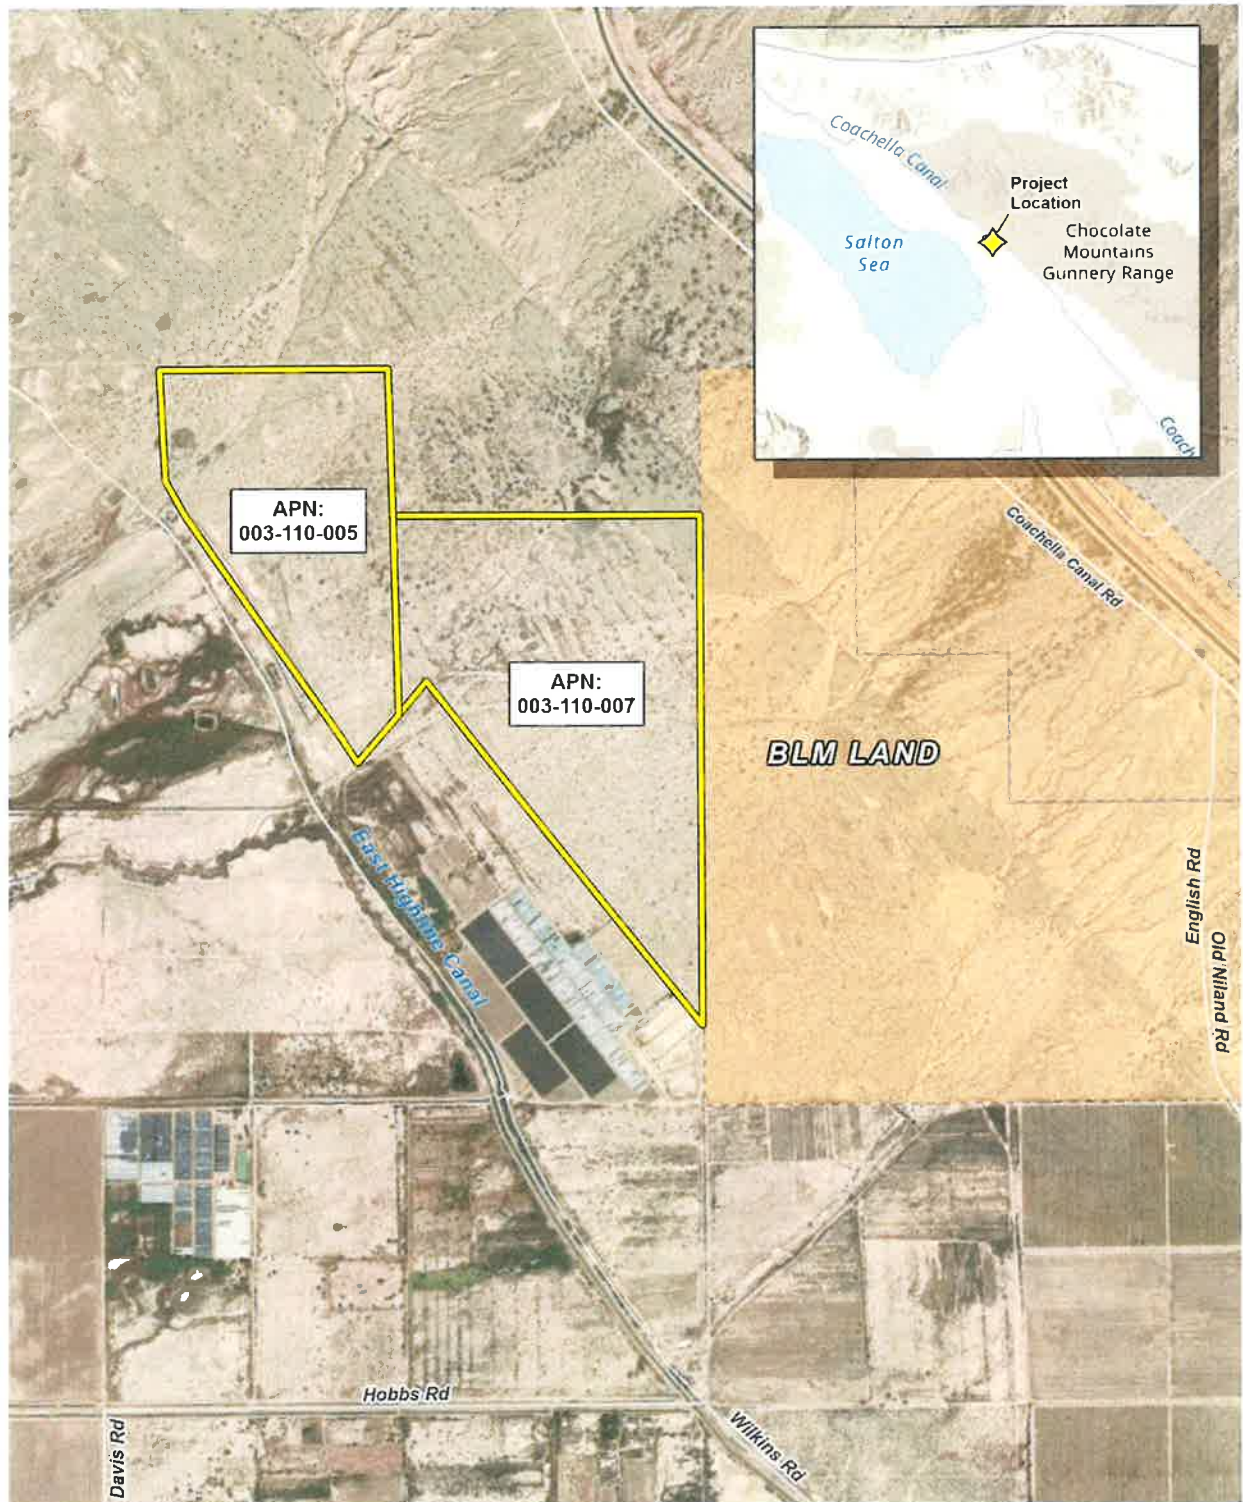 Coachella Canal
Project
Location
Salton
Sea
Chocolate
Mountains
Gunnery Range
Coach
APN:
003-110-005
Coachella Canal Rd
APN:
003-110-007
BLM LAND
East Highline Canal
English Rd
Old Niland Rd
Hobbs Rd
Davis Rd
Wilkins Rd